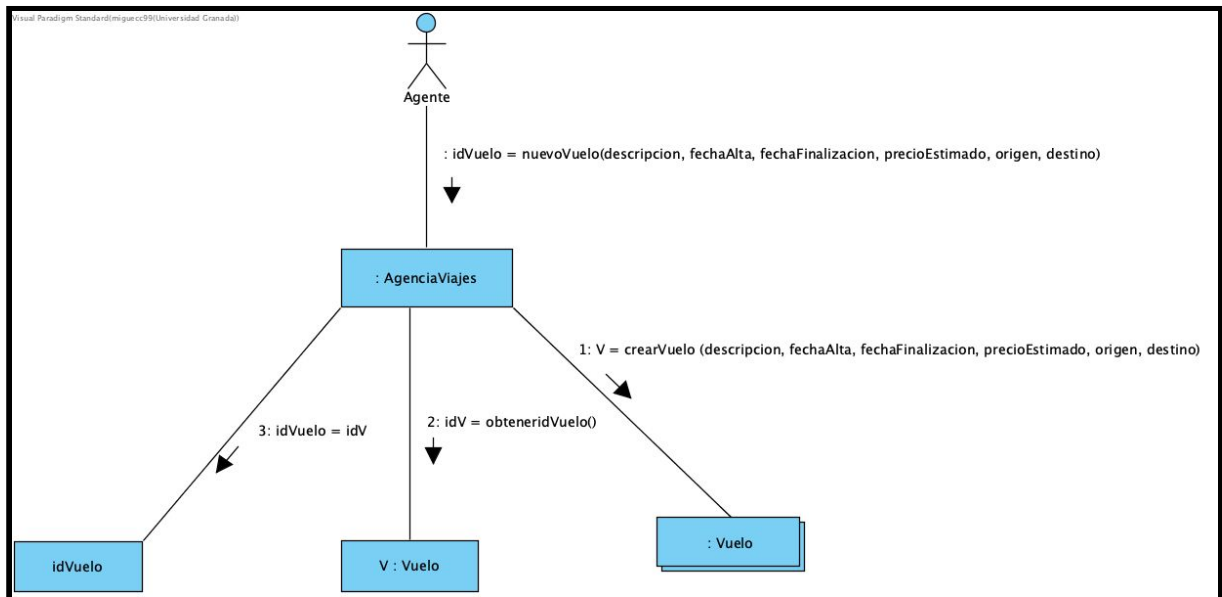 Visual Paradigm Standard(miguecc99(Universidad Granada))
Agente
: idVuelo = nuevoVuelo(descripcion, fechaAlta, fechaFinalizacion, precioEstimado, origen, destino)
: AgenciaViajes
1: V = crearVuelo (descripcion, fechaAlta, fechaFinalizacion, precioEstimado, origen, destino)
2: idV = obteneridVuelo()
3: idVuelo = idV
idVuelo
V : Vuelo
: Vuelo